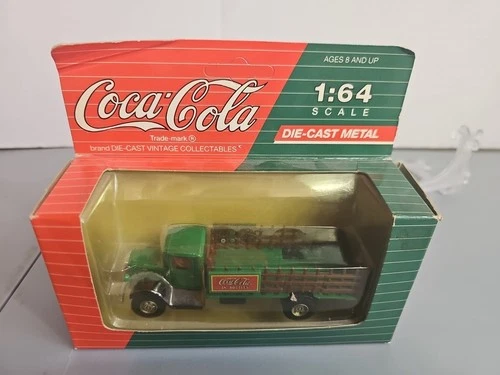 AGES 8 AND UP
Coca-Cola
1:64
SCALE
Trade-mark ®
DIE-CAST METAL
brand DIE-CAST VINTAGE COLLECTABLES
Coca-Cola